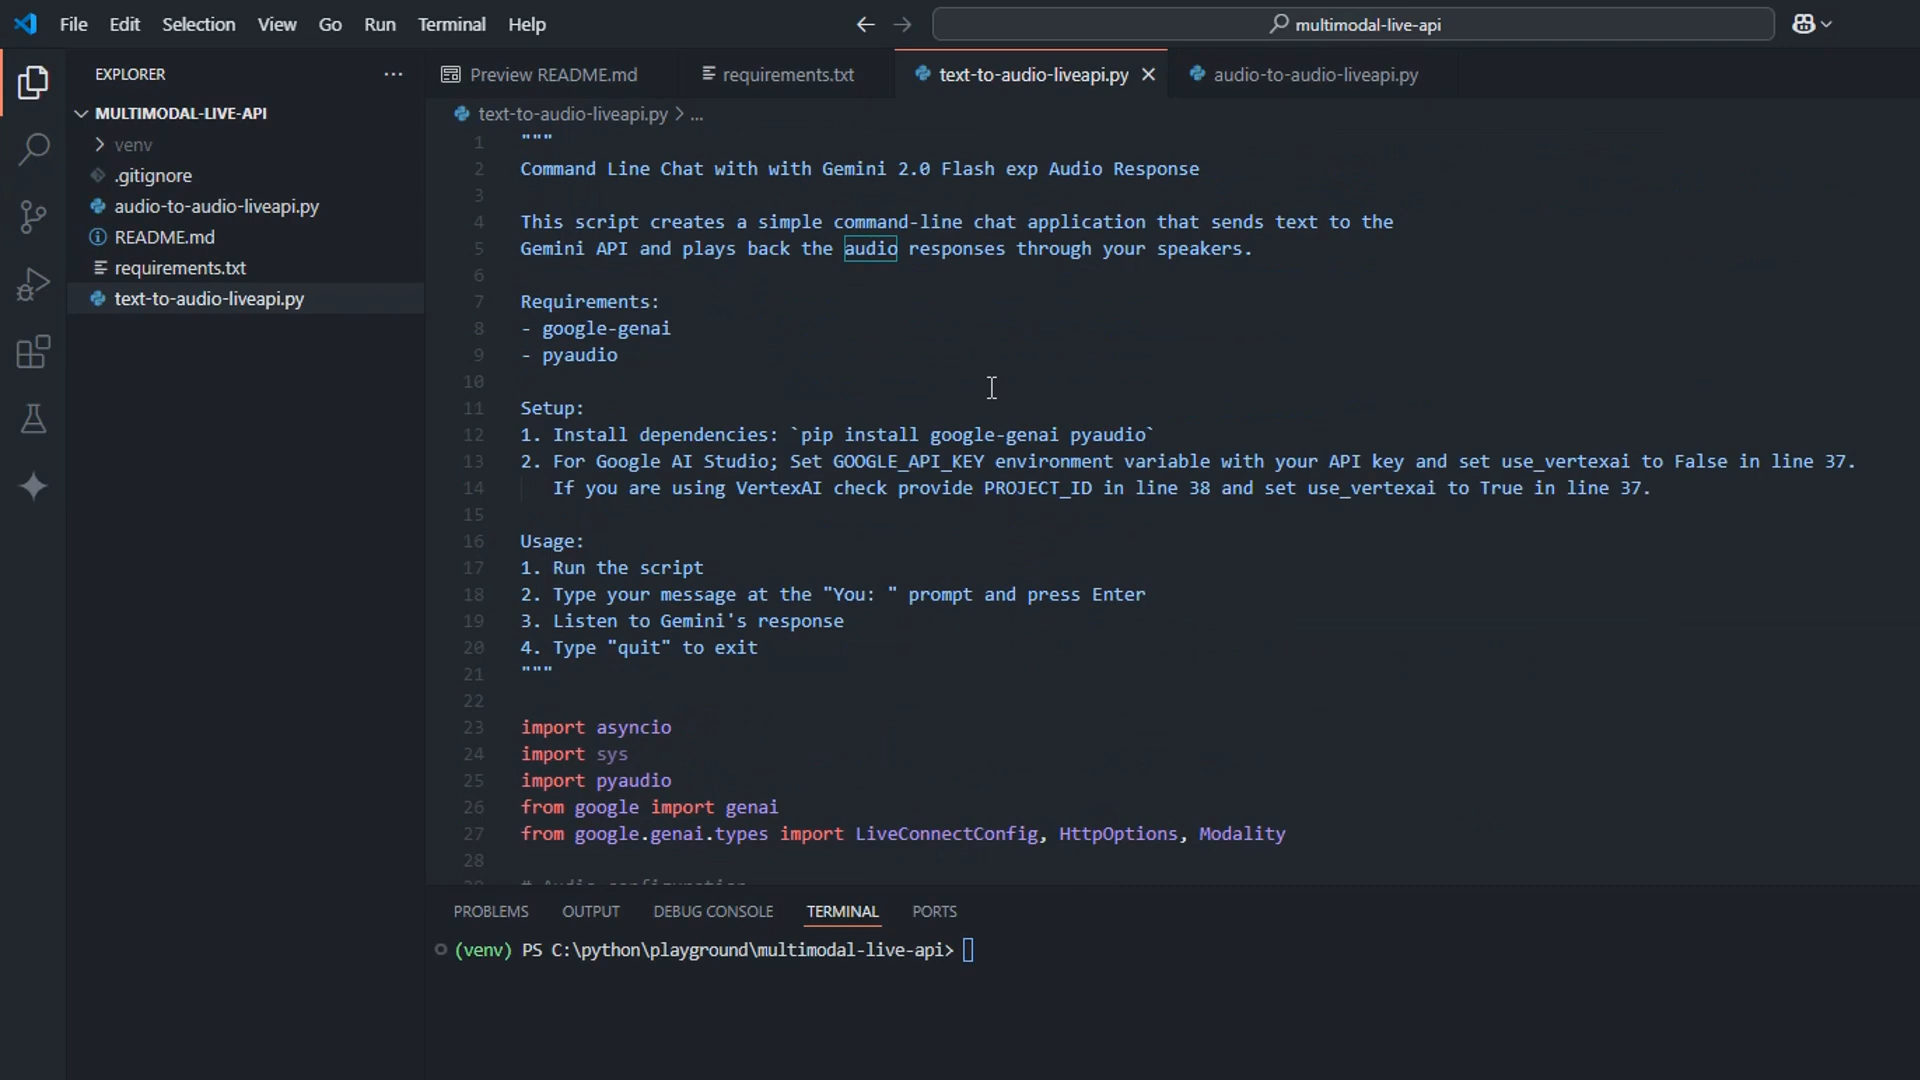 File Edit Selection View Go Run Terminal Help
multimodal-live-api
EXPLORER
MULTIMODAL-LIVE-API
venv
.gitignore
audio-to-audio-liveapi.py
README.md
requirements.txt
text-to-audio-liveapi.py
Preview README.md requirements.txt text-to-audio-liveapi.py audio-to-audio-liveapi.py
text-to-audio-liveapi.py > ...
1 """
2 Command Line Chat with with Gemini 2.0 Flash exp Audio Response
3
4 This script creates a simple command-line chat application that sends text to the
5 Gemini API and plays back the audio responses through your speakers.
6
7 Requirements:
8 - google-genai
9 - pyaudio
10
11 Setup:
12 1. Install dependencies: `pip install google-genai pyaudio`
13 2. For Google AI Studio; Set GOOGLE_API_KEY environment variable with your API key and set use_vertexai to False in line 37.
14 If you are using VertexAI check provide PROJECT_ID in line 38 and set use_vertexai to True in line 37.
15
16 Usage:
17 1. Run the script
18 2. Type your message at the "You: " prompt and press Enter
19 3. Listen to Gemini's response
20 4. Type "quit" to exit
21 """
22
23 import asyncio
24 import sys
25 import pyaudio
26 from google import genai
27 from google.genai.types import LiveConnectConfig, HttpOptions, Modality
28
29 # Audio configuration
PROBLEMS OUTPUT DEBUG CONSOLE TERMINAL PORTS
(venv) PS C:\python\playground\multimodal-live-api>